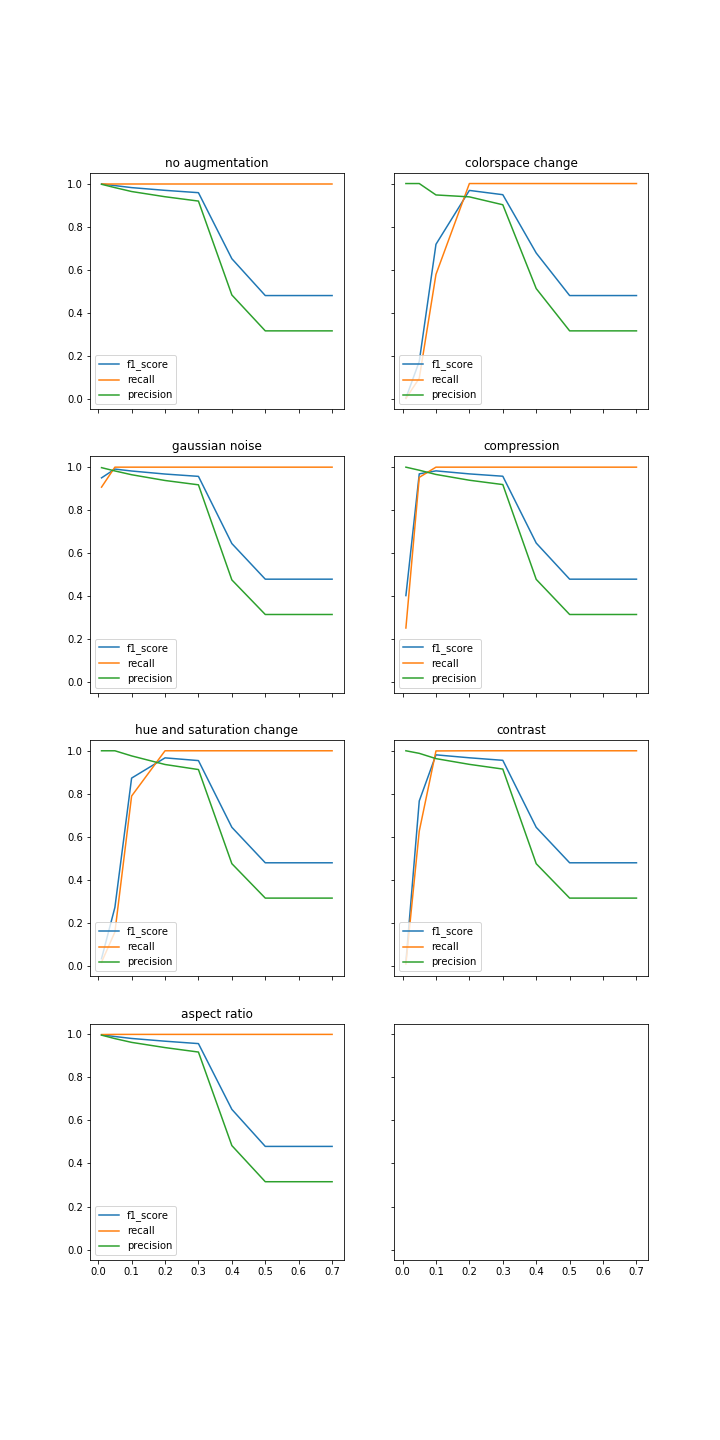 no augmentation
1.0
0.8
0.6
0.4
0.2
0.0
f1_score
recall
precision
colorspace change
f1_score
recall
precision
gaussian noise
1.0
0.8
0.6
0.4
0.2
0.0
f1_score
recall
precision
compression
f1_score
recall
precision
hue and saturation change
1.0
0.8
0.6
0.4
0.2
0.0
f1_score
recall
precision
contrast
f1_score
recall
precision
aspect ratio
1.0
0.8
0.6
0.4
0.2
0.0
f1_score
recall
precision
0.0 0.1 0.2 0.3 0.4 0.5 0.6 0.7
0.0 0.1 0.2 0.3 0.4 0.5 0.6 0.7